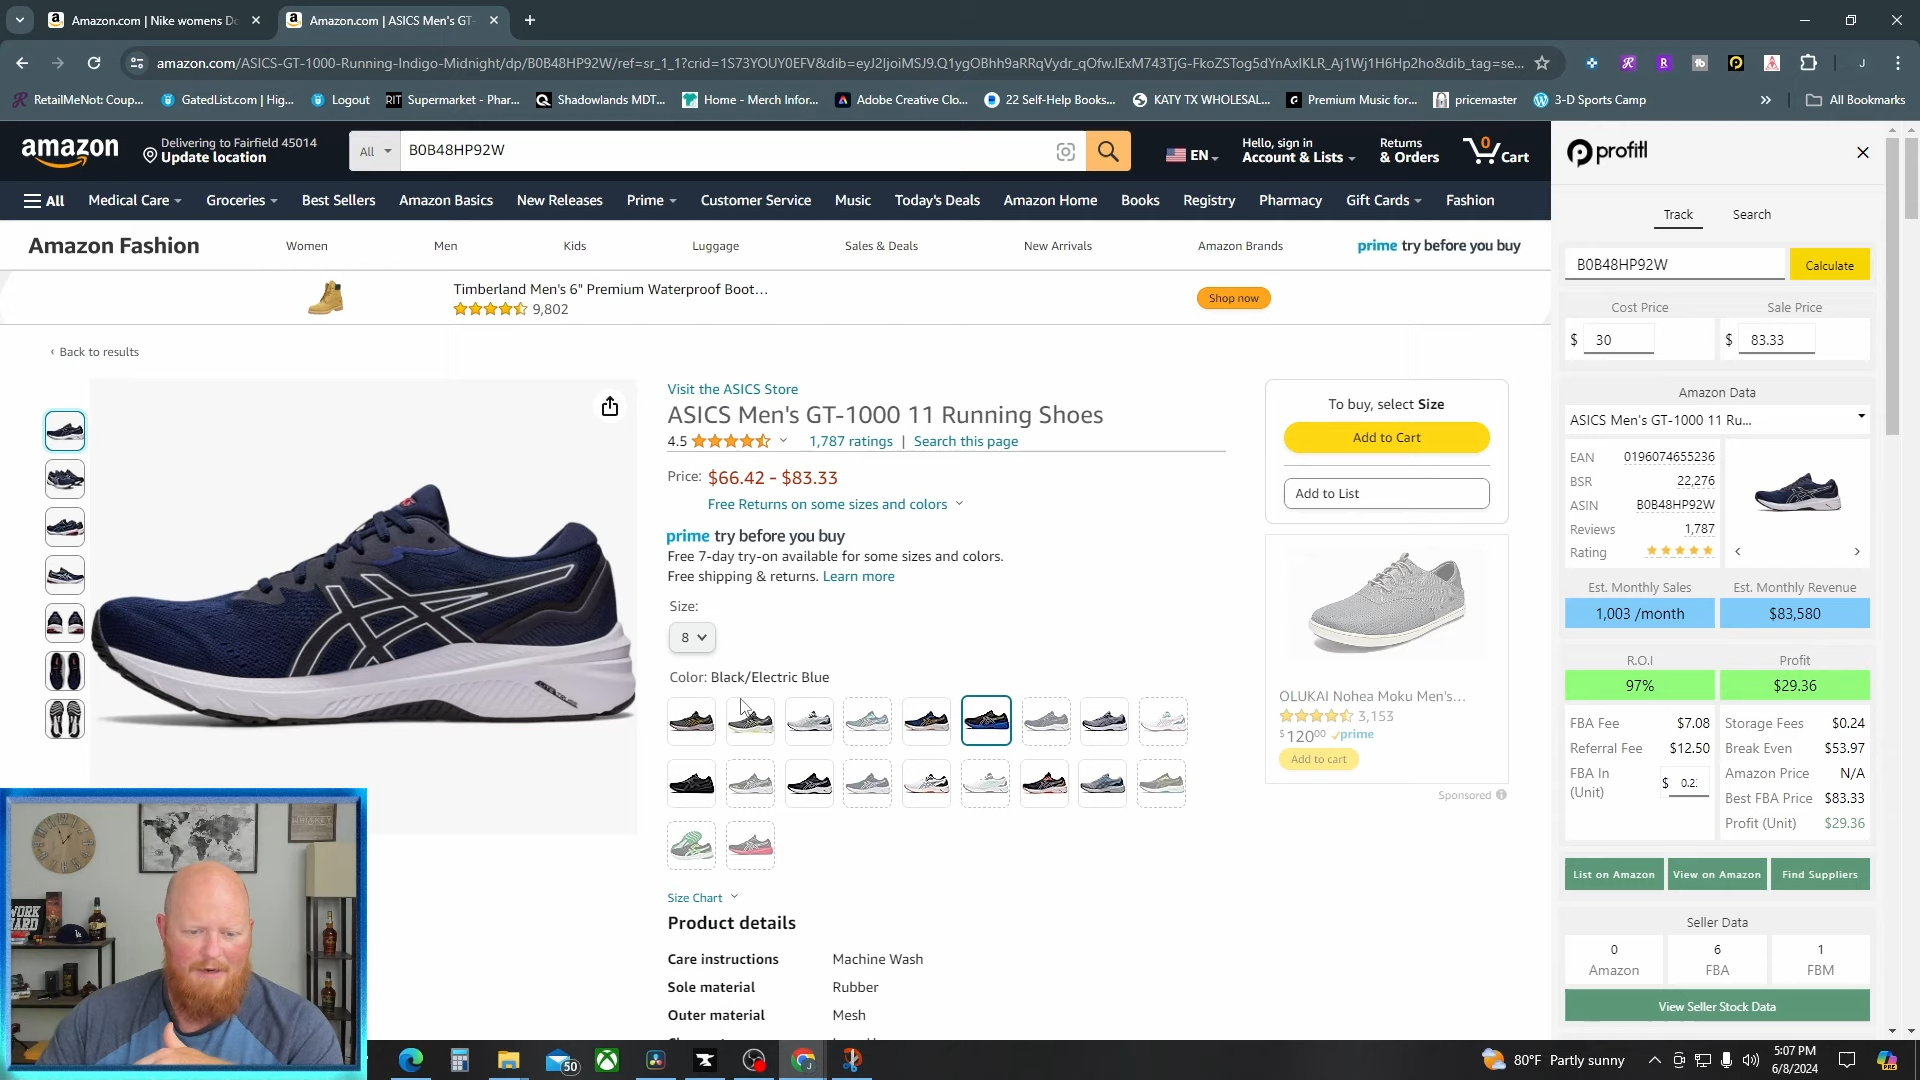 Amazon.com | Nike womens Do
Amazon.com | ASICS Men's GT-
amazon.com/ASICS-GT-1000-Running-Indigo-Midnight/dp/B0B48HP92W/ref=sr_1_1?crid=1S73YOUY0EFV&dib=eyJ2IjoiMSJ9.Q1ygOBhh9aRRqVydr_qOfw.IExM743TjG-FkoZSTog5dYnAxIKLR_Aj1Wj1H6Hp2ho&dib_tag=se...
J
RetailMeNot: Coup...
GatedList.com | Hig...
Logout
RIT Supermarket - Phar...
Shadowlands MDT...
Home - Merch Infor...
Adobe Creative Clo...
22 Self-Help Books...
KATY TX WHOLESAL...
Premium Music for...
pricemaster
3-D Sports Camp
All Bookmarks
amazon
Delivering to Fairfield 45014
Update location
All
B0B48HP92W
EN
Hello, sign in
Account & Lists
Returns
& Orders
0
Cart
All
Medical Care
Groceries
Best Sellers
Amazon Basics
New Releases
Prime
Customer Service
Music
Today's Deals
Amazon Home
Books
Registry
Pharmacy
Gift Cards
Fashion
Amazon Fashion
Women
Men
Kids
Luggage
Sales & Deals
New Arrivals
Amazon Brands
prime try before you buy
Timberland Men's 6" Premium Waterproof Boot...
9,802
Shop now
‹ Back to results
Visit the ASICS Store
ASICS Men's GT-1000 11 Running Shoes
4.5
1,787 ratings | Search this page
Price: $66.42 - $83.33
Free Returns on some sizes and colors
prime try before you buy
Free 7-day try-on available for some sizes and colors.
Free shipping & returns. Learn more
Size:
8
Color: Black/Electric Blue
Size Chart
Product details
Care instructions Machine Wash
Sole material Rubber
Outer material Mesh
To buy, select Size
Add to Cart
Add to List
OLUKAI Nohea Moku Men's...
3,153
$12000 prime
Add to cart
Sponsored
profitl
Track
Search
B0B48HP92W
Calculate
Cost Price
Sale Price
$ 30
$ 83.33
Amazon Data
ASICS Men's GT-1000 11 Ru...
EAN 0196074655236
BSR 22,276
ASIN B0B48HP92W
Reviews 1,787
Rating
Est. Monthly Sales
Est. Monthly Revenue
1,003 /month
$83,580
R.O.I
Profit
97%
$29.36
FBA Fee $7.08
Storage Fees $0.24
Referral Fee $12.50
Break Even $53.97
FBA In
(Unit)
$ 0.2
Amazon Price N/A
Best FBA Price $83.33
Profit (Unit) $29.36
List on Amazon
View on Amazon
Find Suppliers
Seller Data
0
Amazon
6
FBA
1
FBM
View Seller Stock Data
WHISKEY
WORK
HARD
LA
50
80°F Partly sunny
5:07 PM
6/8/2024